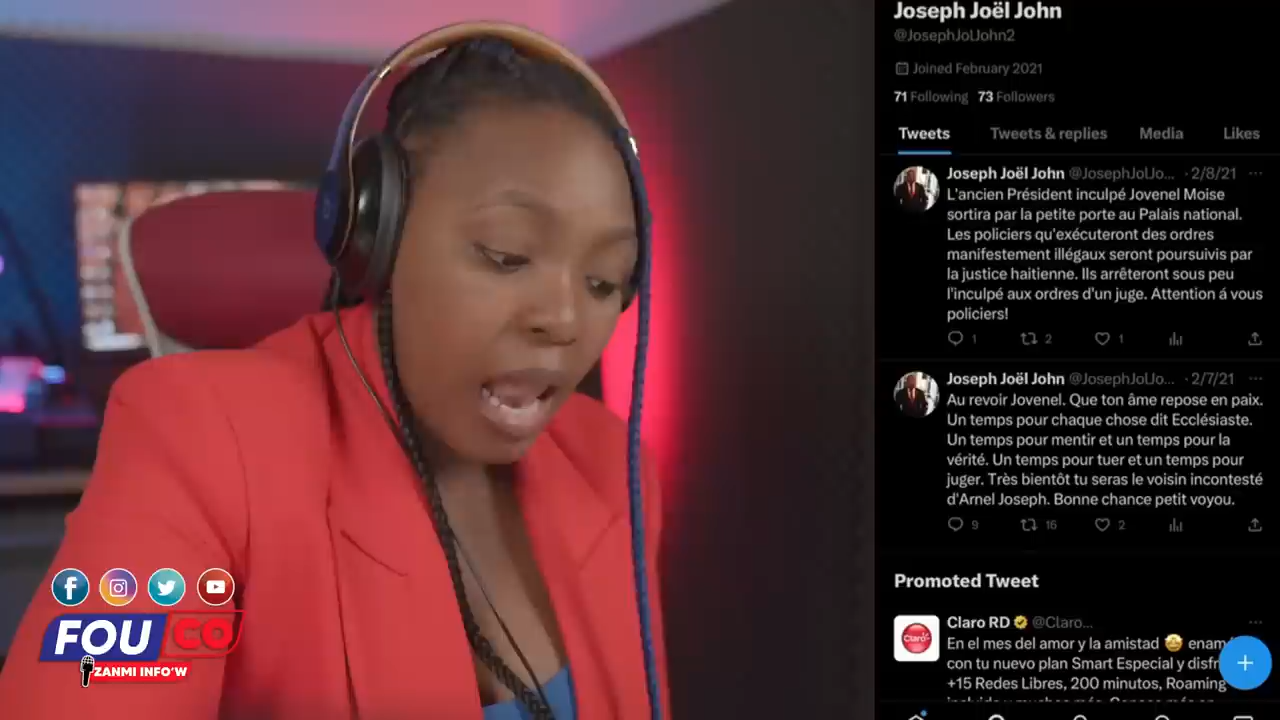 Joseph Joël John
@JosephJolJohn2
Joined February 2021
71 Following 73 Followers
Tweets Tweets & replies Media Likes
Joseph Joël John @JosephJolJo... · 2/8/21
L'ancien Président inculpé Jovenel Moise
sortira par la petite porte au Palais national.
Les policiers qu'exécuteront des ordres
manifestement illégaux seront poursuivis par
la justice haitienne. Ils arrêteront sous peu
l'inculpé aux ordres d'un juge. Attention á vous
policiers!
1 2 1
Joseph Joël John @JosephJolJo... · 2/7/21
Au revoir Jovenel. Que ton âme repose en paix.
Un temps pour chaque chose dit Ecclésiaste.
Un temps pour mentir et un temps pour la
vérité. Un temps pour tuer et un temps pour
juger. Très bientôt tu seras le voisin incontesté
d'Arnel Joseph. Bonne chance petit voyou.
9 16 2
Promoted Tweet
Claro RD @Claro...
Claro
En el mes del amor y la amistad 🤩
con tu nuevo plan Smart Especial y
+15 Redes Libres, 200 minutos, Roaming
FOU CO
ZANMI INFO'W